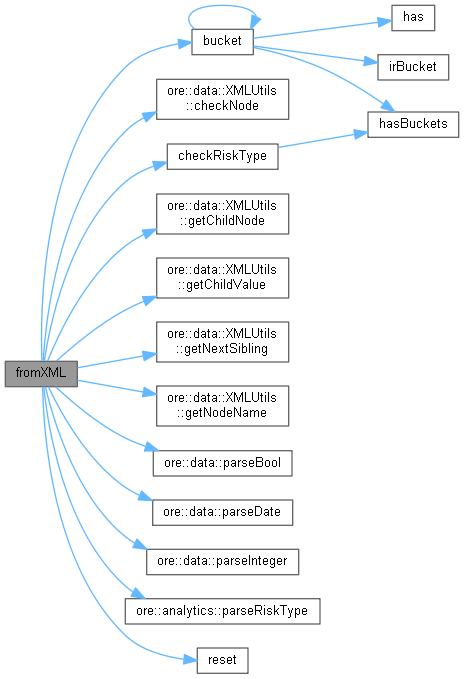 has
bucket
irBucket
ore::data::XMLUtils
::checkNode
hasBuckets
checkRiskType
ore::data::XMLUtils
::getChildNode
ore::data::XMLUtils
::getChildValue
ore::data::XMLUtils
::getNextSibling
fromXML
ore::data::XMLUtils
::getNodeName
ore::data::parseBool
ore::data::parseDate
ore::data::parseInteger
ore::analytics::parseRiskType
reset